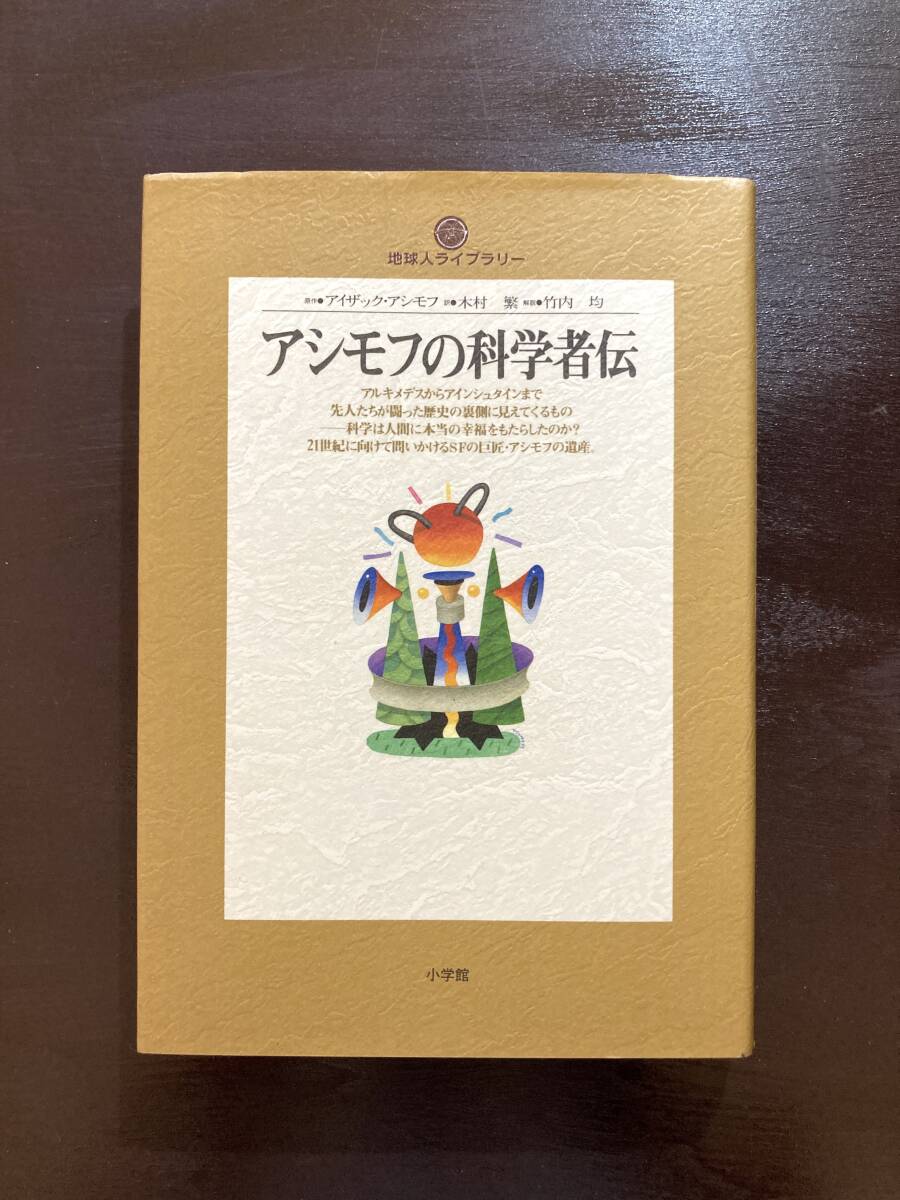 地球人ライブラリー
原作●アイザック・アシモフ 訳●木村 繁 解説●竹内 均
アシモフの科学者伝
アルキメデスからアインシュタインまで
先人たちが闘った歴史の裏側に見えてくるもの
——科学は人間に本当の幸福をもたらしたのか?
21世紀に向けて問いかけるSFの巨匠・アシモフの遺産。
小学館